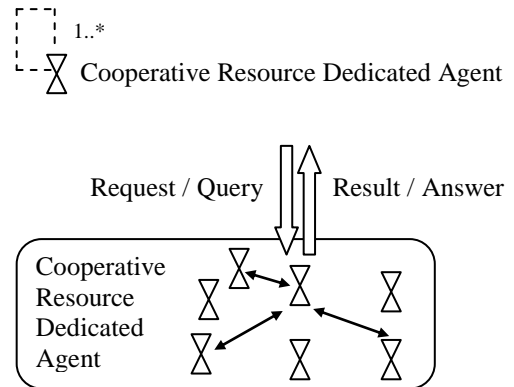 1..*
Cooperative Resource Dedicated Agent
Request / Query
Result / Answer
Cooperative
Resource
Dedicated
Agent